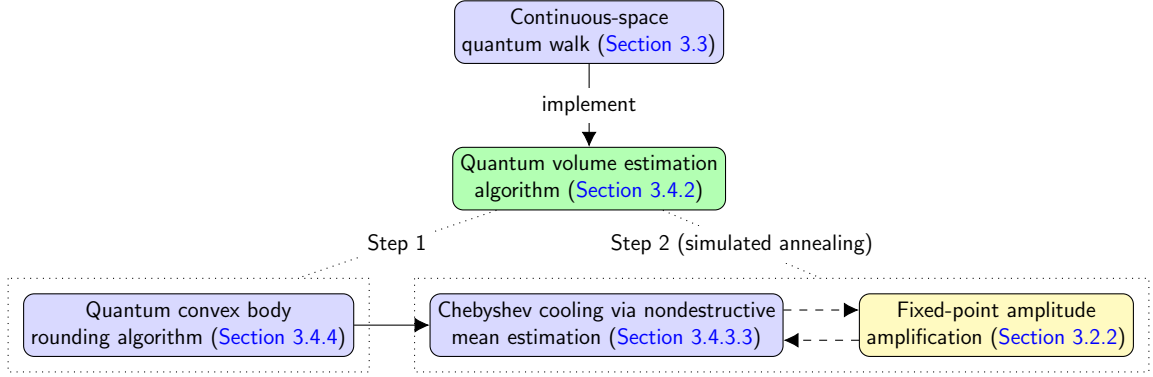 Continuous-space
quantum walk (Section 3.3)
implement
Quantum volume estimation
algorithm (Section 3.4.2)
Step 1
Step 2 (simulated annealing)
Quantum convex body
rounding algorithm (Section 3.4.4)
Chebyshev cooling via nondestructive
mean estimation (Section 3.4.3.3)
Fixed-point amplitude
amplification (Section 3.2.2)